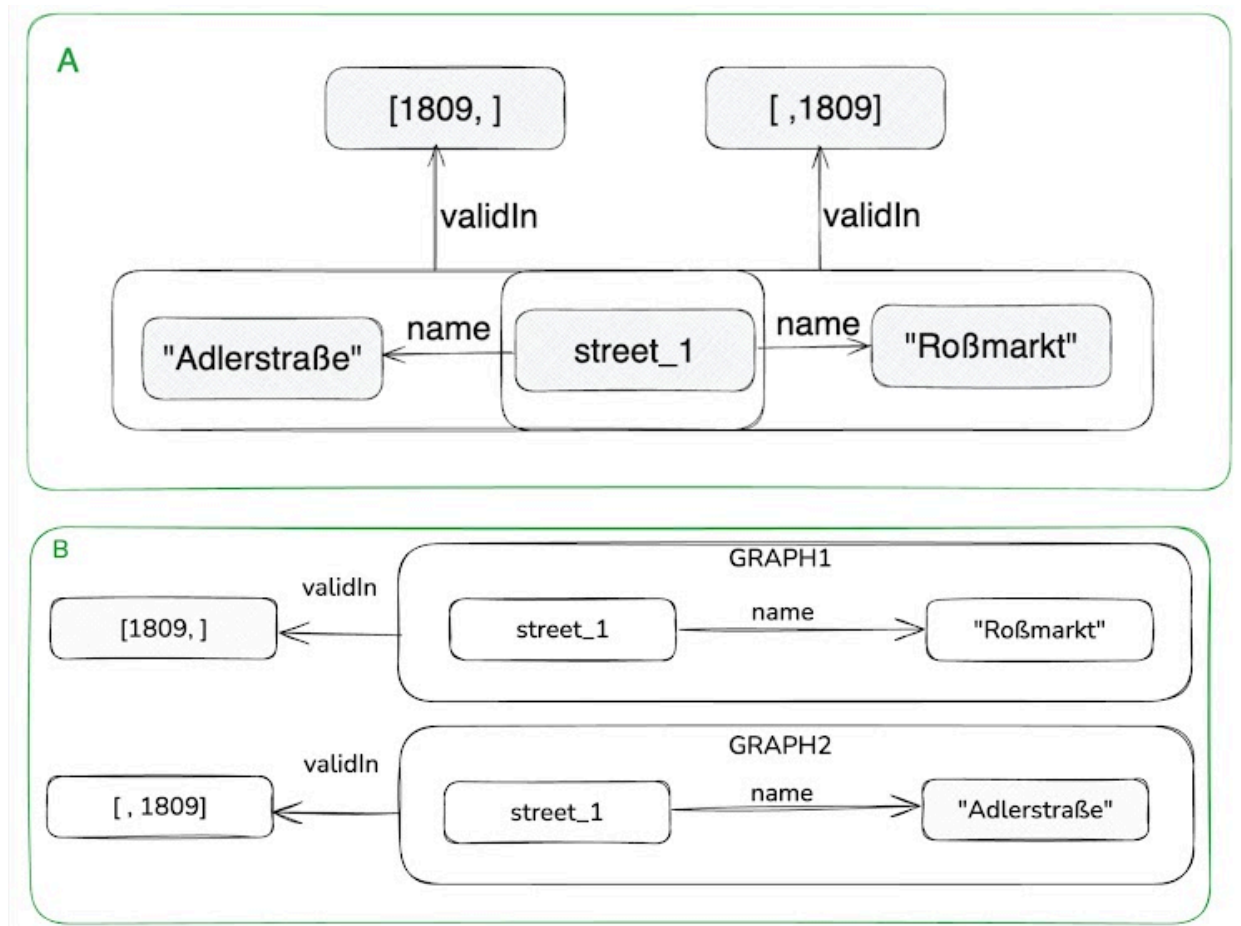 A
[1809, ]
[ ,1809]
validIn
validIn
"Adlerstraße"
name
street_1
name
"Roßmarkt"
B
GRAPH1
validIn
[1809, ]
street_1
name
"Roßmarkt"
GRAPH2
validIn
[ , 1809]
street_1
name
"Adlerstraße"